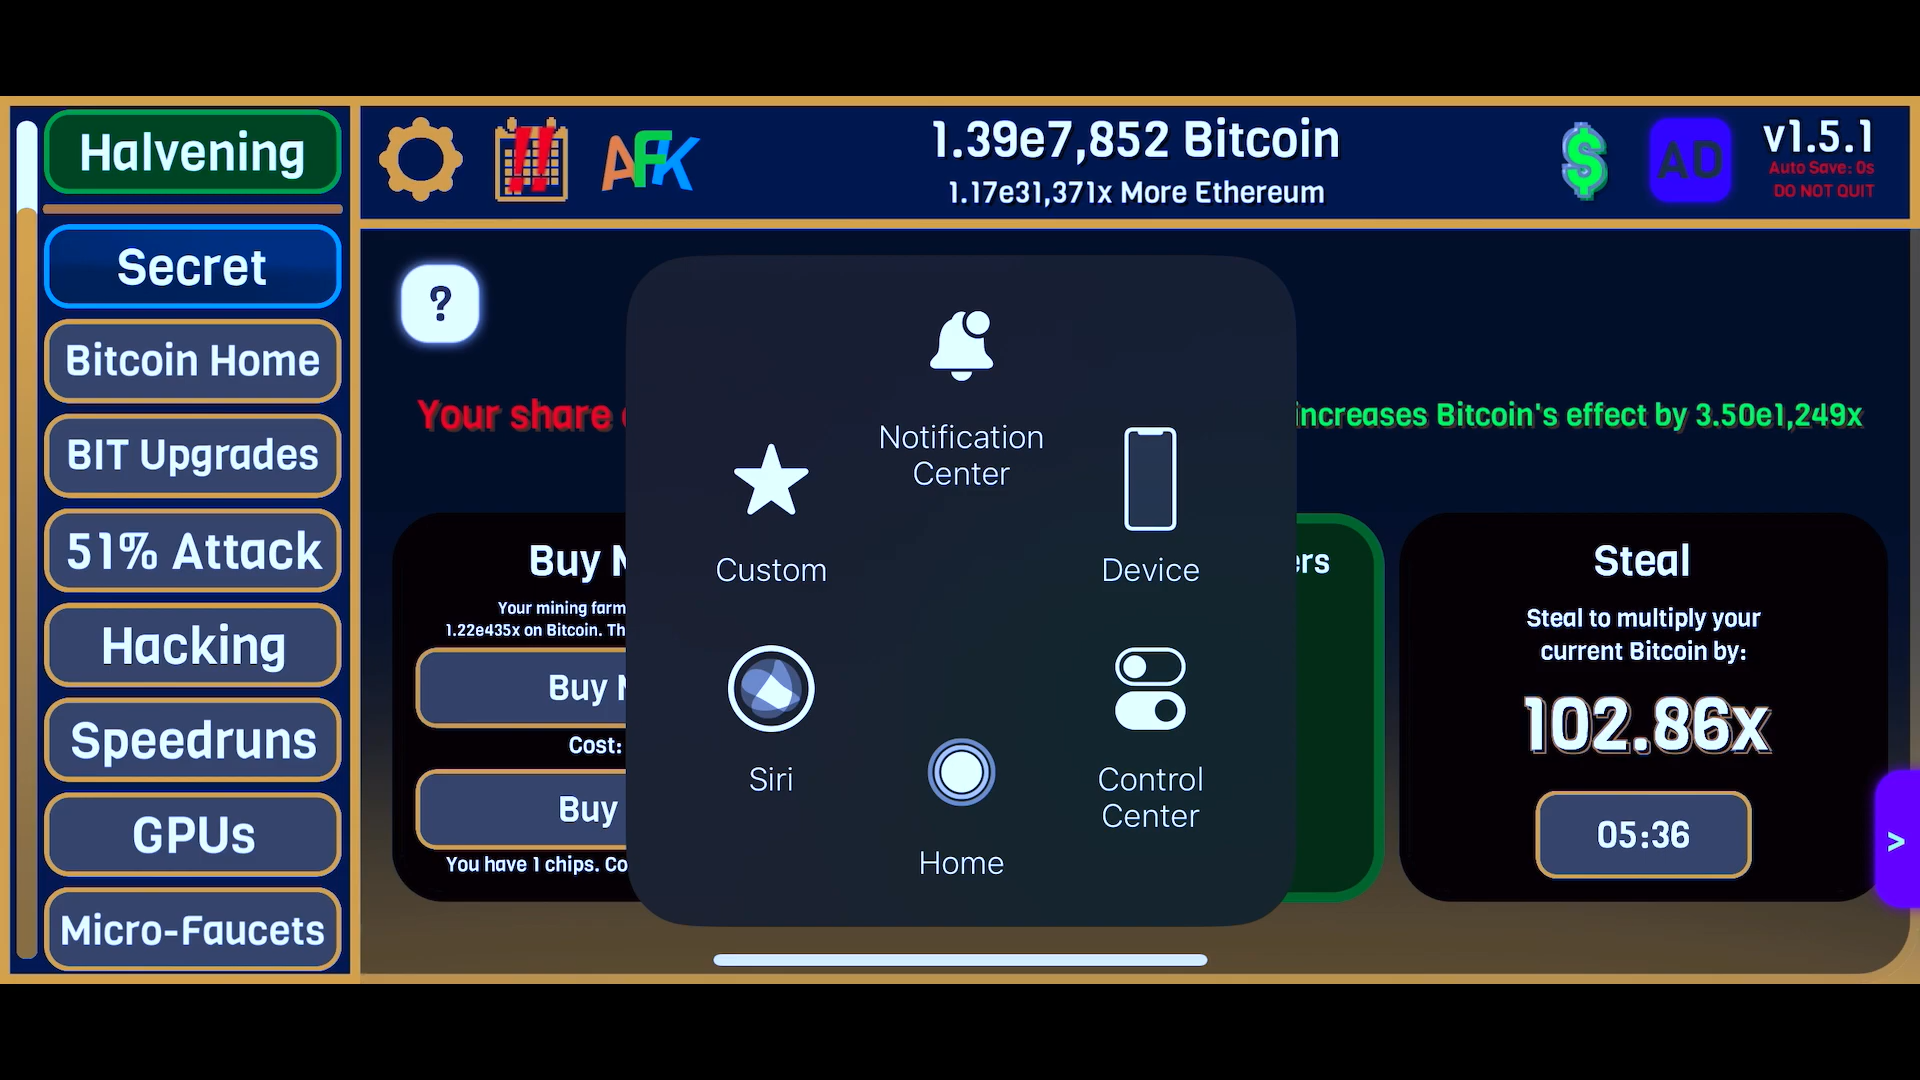 Halvening
Secret
Bitcoin Home
BIT Upgrades
51% Attack
Hacking
Speedruns
GPUs
Micro-Faucets
AFK
1.39e7,852 Bitcoin
1.17e31,371x More Ethereum
AD
v1.5.1
Auto Save: 0s
DO NOT QUIT
?
Your share
increases Bitcoin's effect by 3.50e1,249x
Buy
Your mining farm
1.22e435x on Bitcoin. Th
Buy
Cost:
Buy
You have 1 chips. Co
Notification
Center
Custom
Device
Siri
Control
Center
Home
ers
Steal
Steal to multiply your
current Bitcoin by:
102.86x
05:36
>